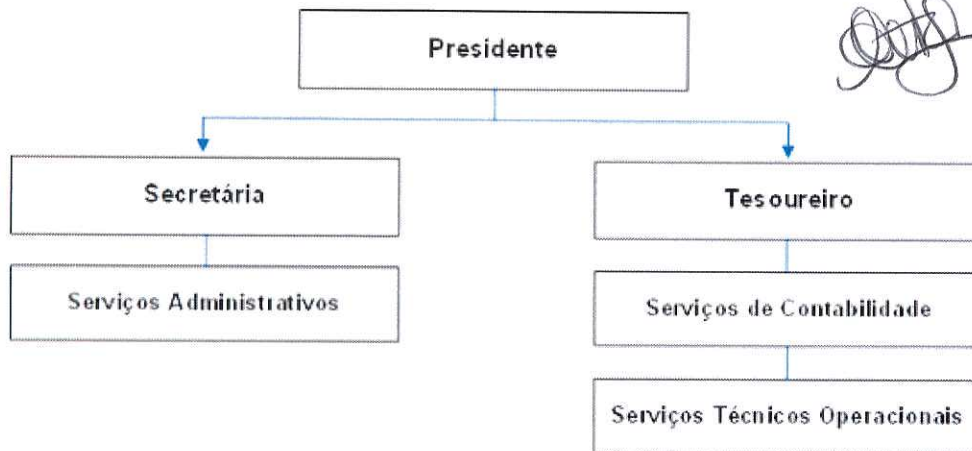 Presidente
Secretária
Tesoureiro
Serviços Administrativos
Serviços de Contabilidade
Serviços Técnicos Operacionais